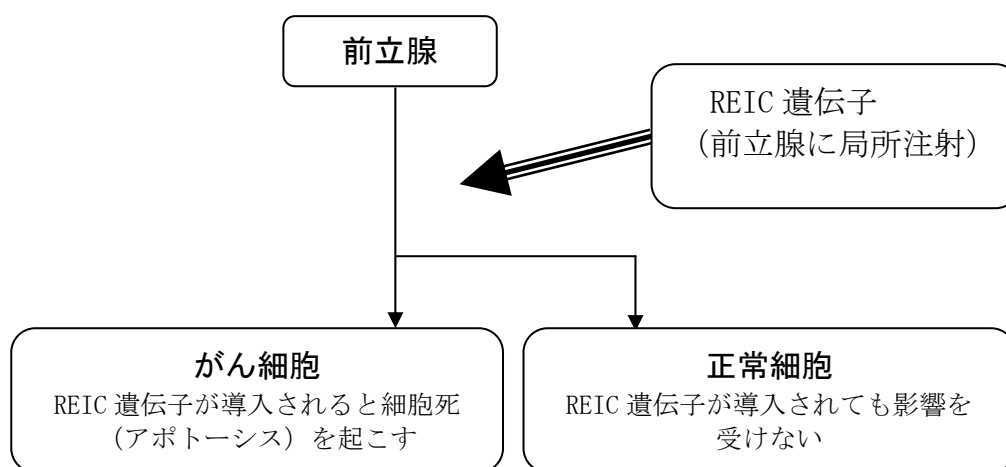 前立腺
REIC 遺伝子
(前立腺に局所注射)
がん細胞
REIC 遺伝子が導入されると細胞死
(アポトーシス)を起こす
正常細胞
REIC 遺伝子が導入されても影響を
受けない